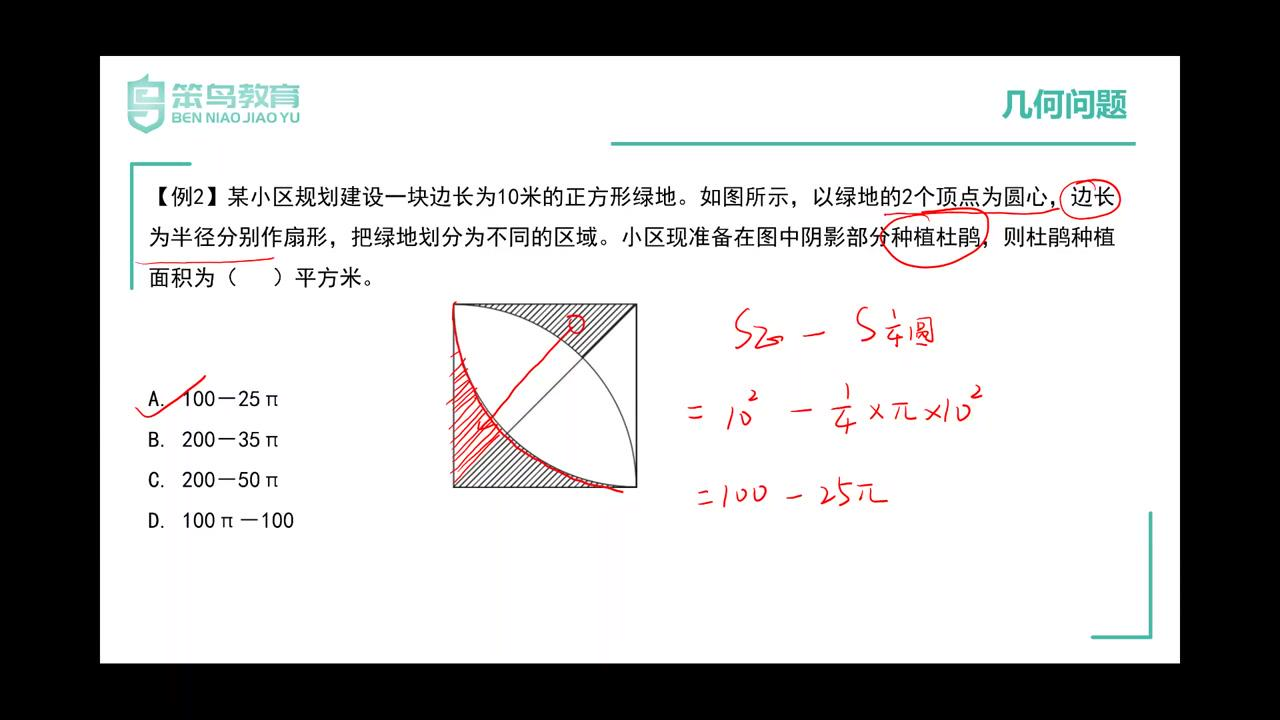 笨鸟教育
BEN NIAO JIAO YU
几何问题
【例2】某小区规划建设一块边长为10米的正方形绿地。如图所示，以绿地的2个顶点为圆心，边长
为半径分别作扇形，把绿地划分为不同的区域。小区现准备在图中阴影部分种植杜鹃，则杜鹃种植
面积为（　）平方米。
A. 100－25π
B. 200－35π
C. 200－50π
D. 100π－100
S正 － S¼圆
= 10² － ¼×π×10²
=100 － 25π